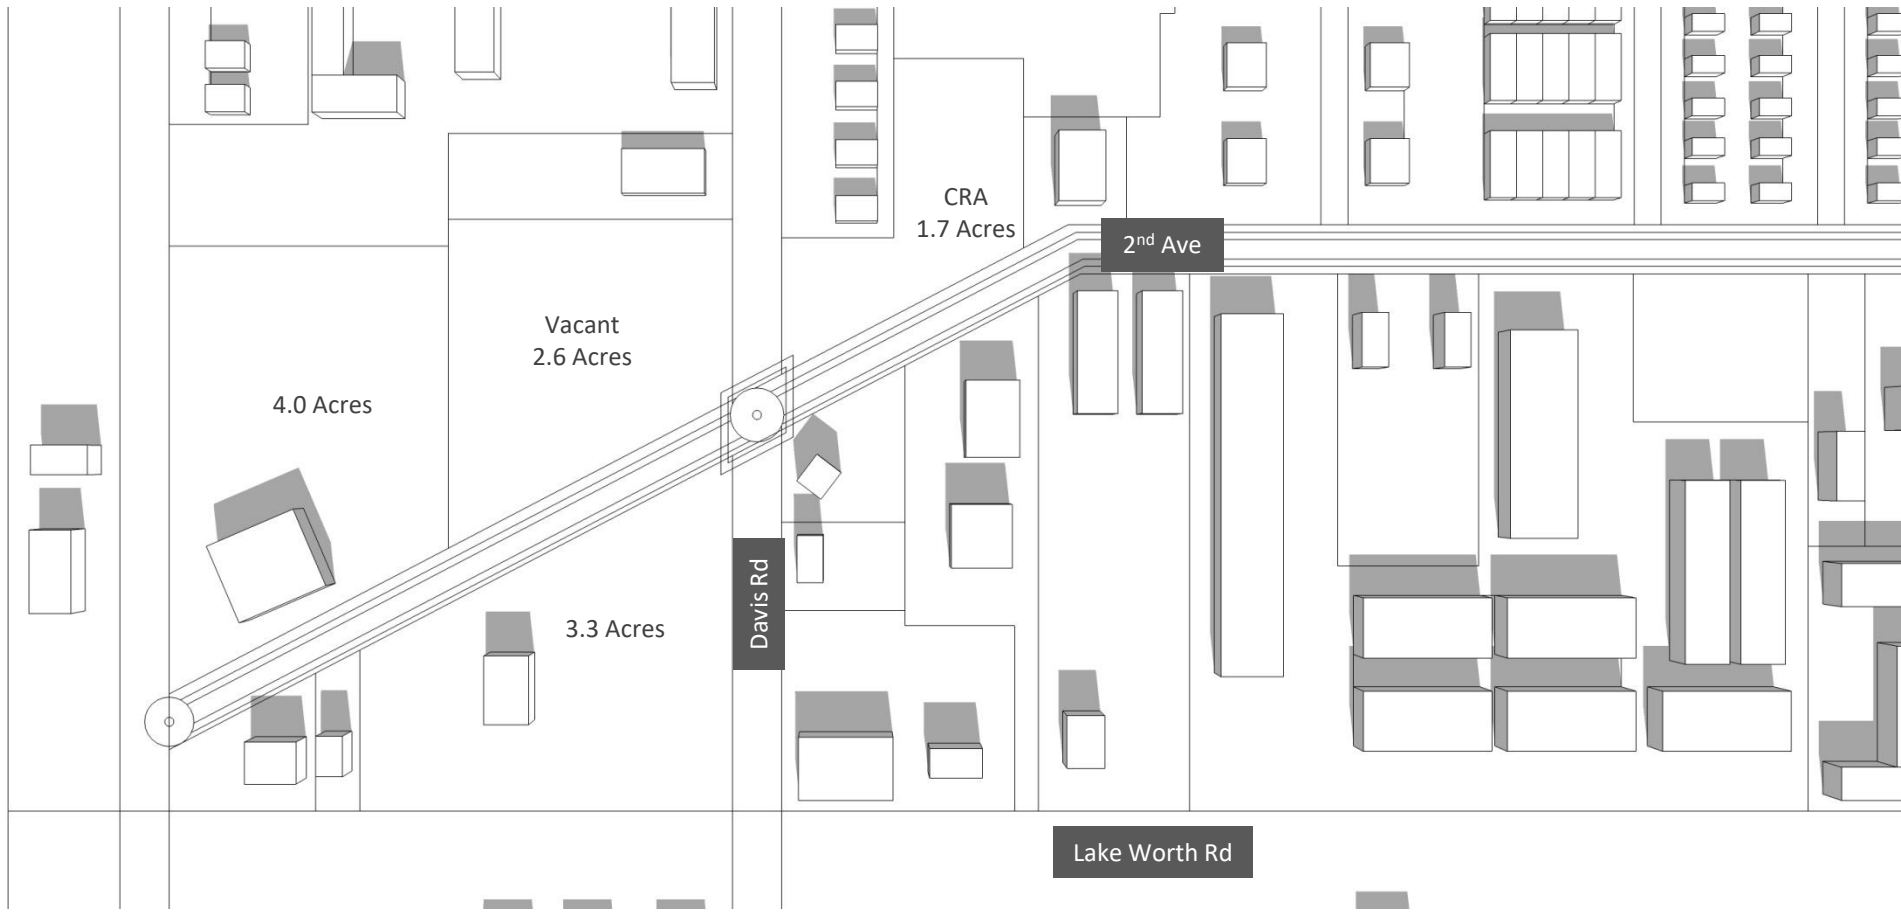 CRA
1.7 Acres
2nd Ave
Vacant
2.6 Acres
4.0 Acres
3.3 Acres
Davis Rd
Lake Worth Rd